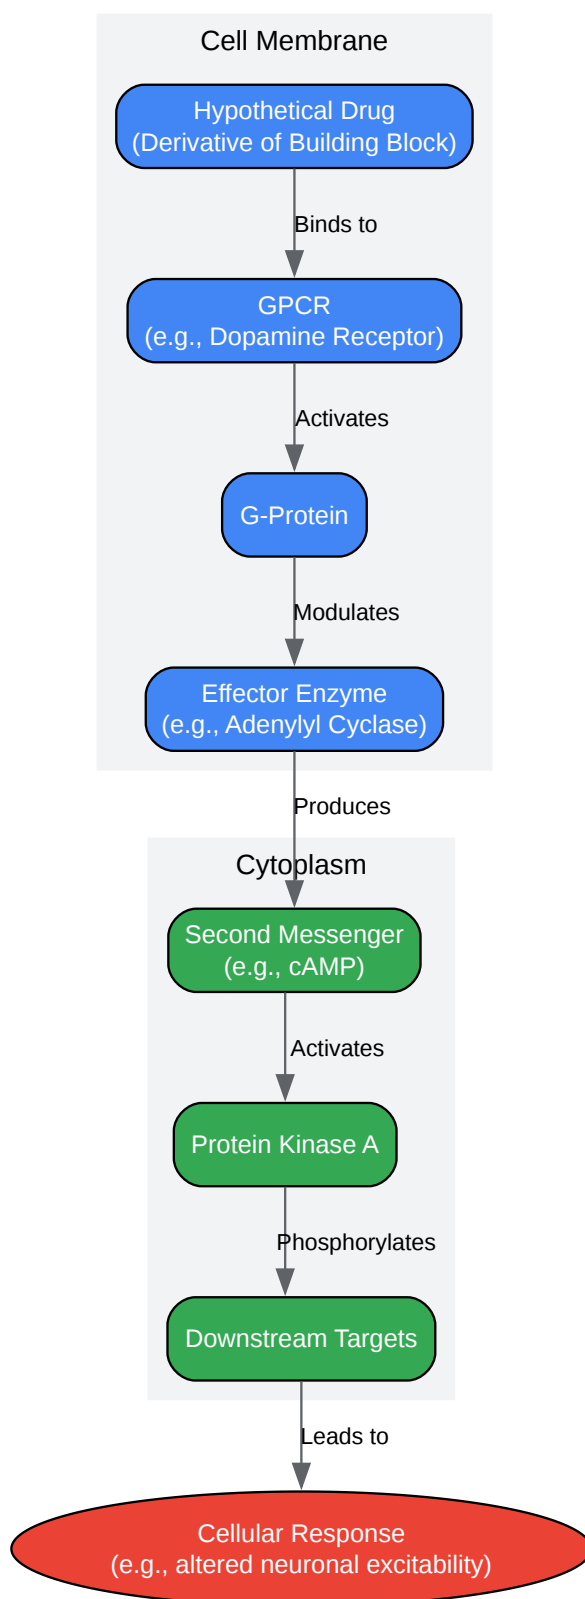 Cell Membrane
Hypothetical Drug
(Derivative of Building Block)
Binds to
GPCR
(e.g., Dopamine Receptor)
Activates
G-Protein
Modulates
Effector Enzyme
(e.g., Adenylyl Cyclase)
Produces
Cytoplasm
Second Messenger
(e.g., cAMP)
Activates
Protein Kinase A
Phosphorylates
Downstream Targets
Leads to
Cellular Response
(e.g., altered neuronal excitability)